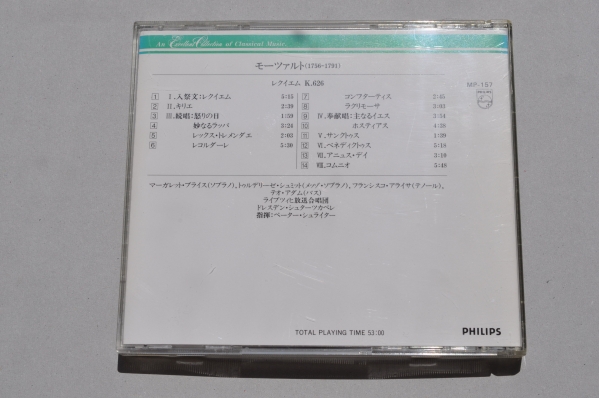 An Excellent Collection of Classical Music.
モーツァルト(1756-1791)
レクイエム K.626
MP-157
PHILIPS
1 I.入祭文:レクイエム 5:15
2 II.キリエ 2:39
3 III.続唱:怒りの日 1:59
4 妙なるラッパ 3:24
5 レックス・トレメンダエ 2:03
6 レコルダーレ 5:30
7 コンフターティス 2:45
8 ラクリモーサ 3:03
9 IV.奉献唱:主なるイエス 3:34
10 ホスティアス 4:38
11 V.サンクトゥス 1:39
12 VI.ベネディクトゥス 5:18
13 VII.アニュス・デイ 3:10
14 VIII.コムニオ 5:49
マーガレット・プライス(ソプラノ)、トゥルデリーゼ・シュミット(メゾ・ソプラノ)、フランシスコ・アライサ(テノール)、
テオ・アダム(バス)
ライプツィヒ放送合唱団
ドレスデン・シュターツカペレ
指揮:ペーター・シュライアー
TOTAL PLAYING TIME 53:00
PHILIPS